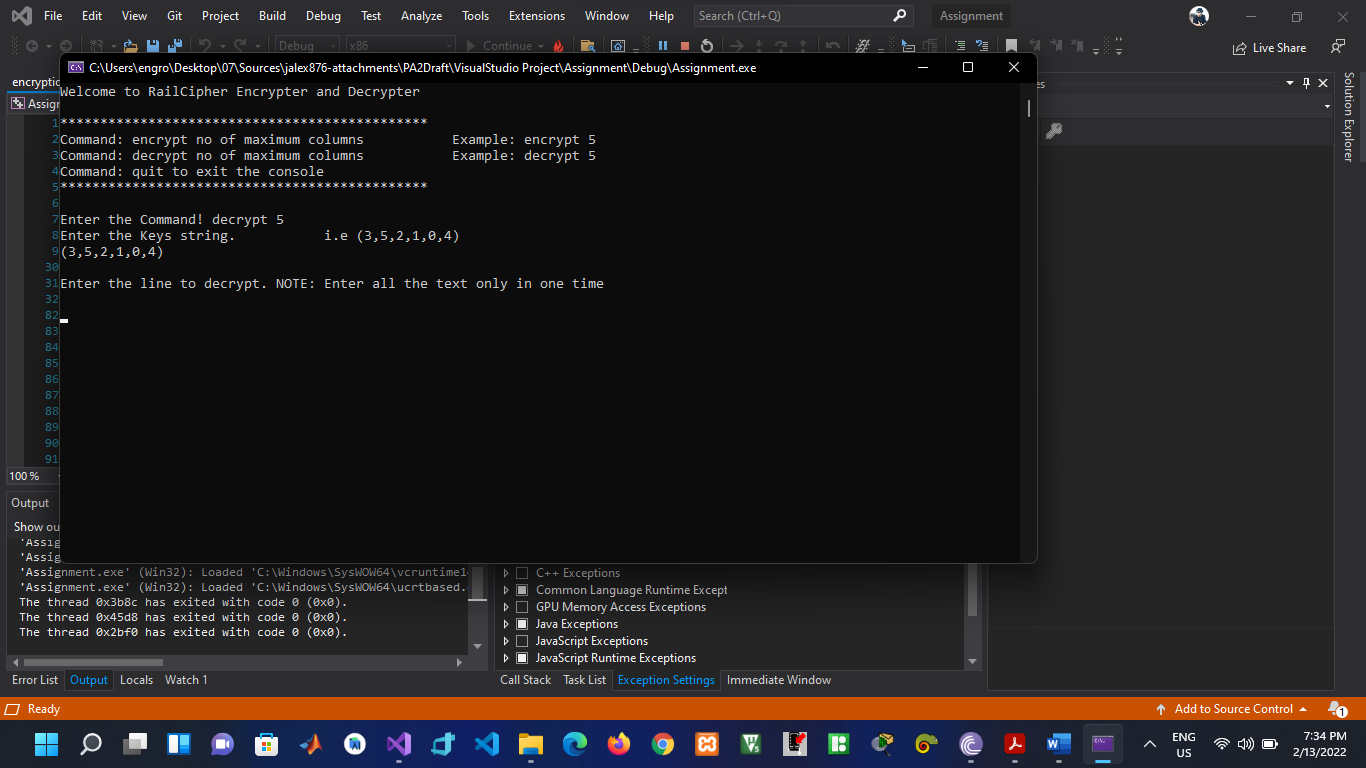 File Edit View Git Project Build Debug Test Analyze Tools Extensions Window Help Search (Ctrl+Q) Assignment
Debug x86 Continue Live Share
C:\Users\engro\Desktop\07\Sources\jalex876-attachments\PA2Draft\VisualStudio Project\Assignment\Debug\Assignment.exe
Welcome to RailCipher Encrypter and Decrypter
**********************************************
Command: encrypt no of maximum columns Example: encrypt 5
Command: decrypt no of maximum columns Example: decrypt 5
Command: quit to exit the console
**********************************************
Enter the Command! decrypt 5
Enter the Keys string. i.e (3,5,2,1,0,4)
(3,5,2,1,0,4)
Enter the line to decrypt. NOTE: Enter all the text only in one time
1
2
3
4
5
6
7
8
9
30
31
32
82
83
84
85
86
87
88
89
90
91
100 %
Solution Explorer
Output
'Assignment.exe' (Win32): Loaded 'C:\Windows\SysWOW64\vcruntime1
'Assignment.exe' (Win32): Loaded 'C:\Windows\SysWOW64\ucrtbased.
The thread 0x3b8c has exited with code 0 (0x0).
The thread 0x45d8 has exited with code 0 (0x0).
The thread 0x2bf0 has exited with code 0 (0x0).
C++ Exceptions
Common Language Runtime Except
GPU Memory Access Exceptions
Java Exceptions
JavaScript Exceptions
JavaScript Runtime Exceptions
Error List Output Locals Watch 1
Call Stack Task List Exception Settings Immediate Window
Ready
Add to Source Control 1
ENG
US
7:34 PM
2/13/2022